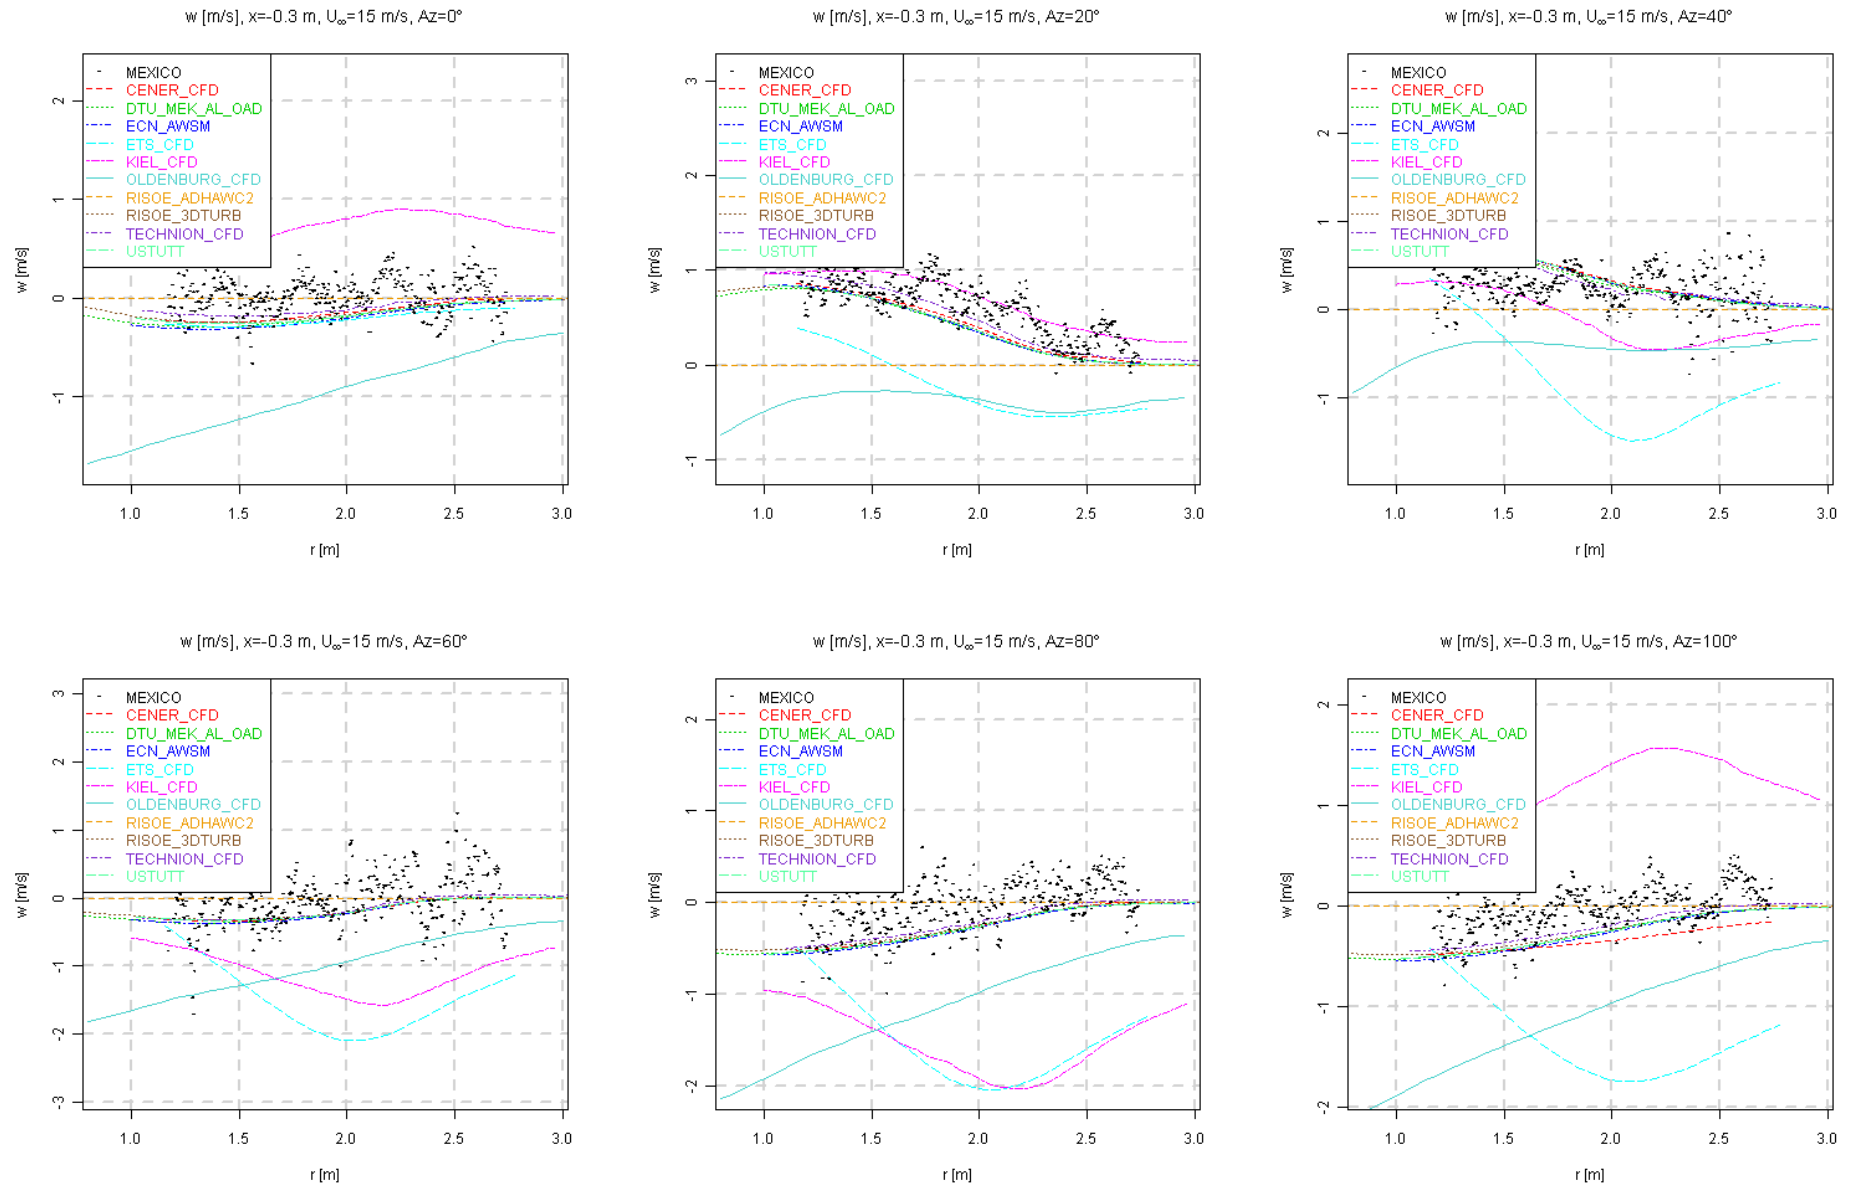 w [m/s], x=-0.3 m, U∞=15 m/s, Az=0°
MEXICO
CENER_CFD
DTU_MEK_AL_OAD
ECN_AWSM
ETS_CFD
KIEL_CFD
OLDENBURG_CFD
RISOE_ADHAWC2
RISOE_3DTURB
TECHNION_CFD
USTUTT
w [m/s]
2
1
0
-1
1.0 1.5 2.0 2.5 3.0
r [m]
w [m/s], x=-0.3 m, U∞=15 m/s, Az=20°
MEXICO
CENER_CFD
DTU_MEK_AL_OAD
ECN_AWSM
ETS_CFD
KIEL_CFD
OLDENBURG_CFD
RISOE_ADHAWC2
RISOE_3DTURB
TECHNION_CFD
USTUTT
w [m/s]
3
2
1
0
-1
1.0 1.5 2.0 2.5 3.0
r [m]
w [m/s], x=-0.3 m, U∞=15 m/s, Az=40°
MEXICO
CENER_CFD
DTU_MEK_AL_OAD
ECN_AWSM
ETS_CFD
KIEL_CFD
OLDENBURG_CFD
RISOE_ADHAWC2
RISOE_3DTURB
TECHNION_CFD
USTUTT
w [m/s]
2
1
0
-1
1.0 1.5 2.0 2.5 3.0
r [m]
w [m/s], x=-0.3 m, U∞=15 m/s, Az=60°
MEXICO
CENER_CFD
DTU_MEK_AL_OAD
ECN_AWSM
ETS_CFD
KIEL_CFD
OLDENBURG_CFD
RISOE_ADHAWC2
RISOE_3DTURB
TECHNION_CFD
USTUTT
w [m/s]
3
2
1
0
-1
-2
-3
1.0 1.5 2.0 2.5 3.0
r [m]
w [m/s], x=-0.3 m, U∞=15 m/s, Az=80°
MEXICO
CENER_CFD
DTU_MEK_AL_OAD
ECN_AWSM
ETS_CFD
KIEL_CFD
OLDENBURG_CFD
RISOE_ADHAWC2
RISOE_3DTURB
TECHNION_CFD
USTUTT
w [m/s]
2
1
0
-1
-2
1.0 1.5 2.0 2.5 3.0
r [m]
w [m/s], x=-0.3 m, U∞=15 m/s, Az=100°
MEXICO
CENER_CFD
DTU_MEK_AL_OAD
ECN_AWSM
ETS_CFD
KIEL_CFD
OLDENBURG_CFD
RISOE_ADHAWC2
RISOE_3DTURB
TECHNION_CFD
USTUTT
w [m/s]
2
1
0
-1
-2
1.0 1.5 2.0 2.5 3.0
r [m]